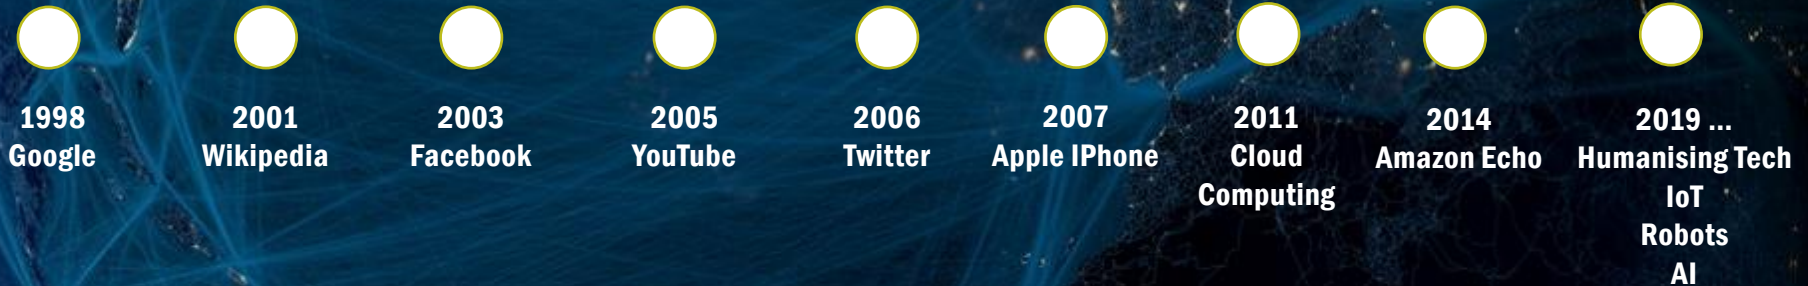 1998
Google
2001
Wikipedia
2003
Facebook
2005
YouTube
2006
Twitter
2007
Apple IPhone
2011
Cloud
Computing
2014
Amazon Echo
2019 ...
Humanising Tech
IoT
Robots
AI